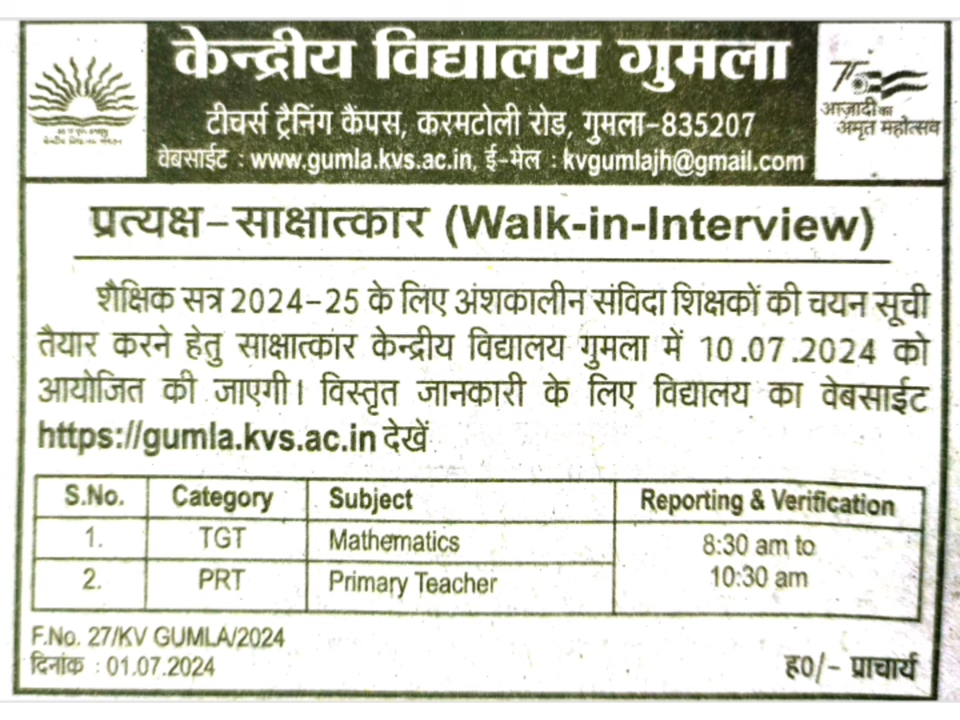 केन्द्रीय विद्यालय गुमला
टीचर्स ट्रैनिंग कैंपस, करमटोली रोड, गुमला-835207
वेबसाईट : www.gumla.kvs.ac.in, ई-मेल : kvgumlajh@gmail.com
केन्द्रीय विद्यालय संगठन
75
आज़ादी का
अमृत महोत्सव
प्रत्यक्ष-साक्षात्कार (Walk-in-Interview)
शैक्षिक सत्र 2024-25 के लिए अंशकालीन संविदा शिक्षकों की चयन सूची
तैयार करने हेतु साक्षात्कार केन्द्रीय विद्यालय गुमला में 10.07.2024 को
आयोजित की जाएगी। विस्तृत जानकारी के लिए विद्यालय का वेबसाईट
https://gumla.kvs.ac.in देखें
S.No. Category Subject Reporting & Verification
1. TGT Mathematics 8:30 am to
2. PRT Primary Teacher 10:30 am
F.No. 27/KV GUMLA/2024
दिनांक : 01.07.2024
ह0/- प्राचार्य